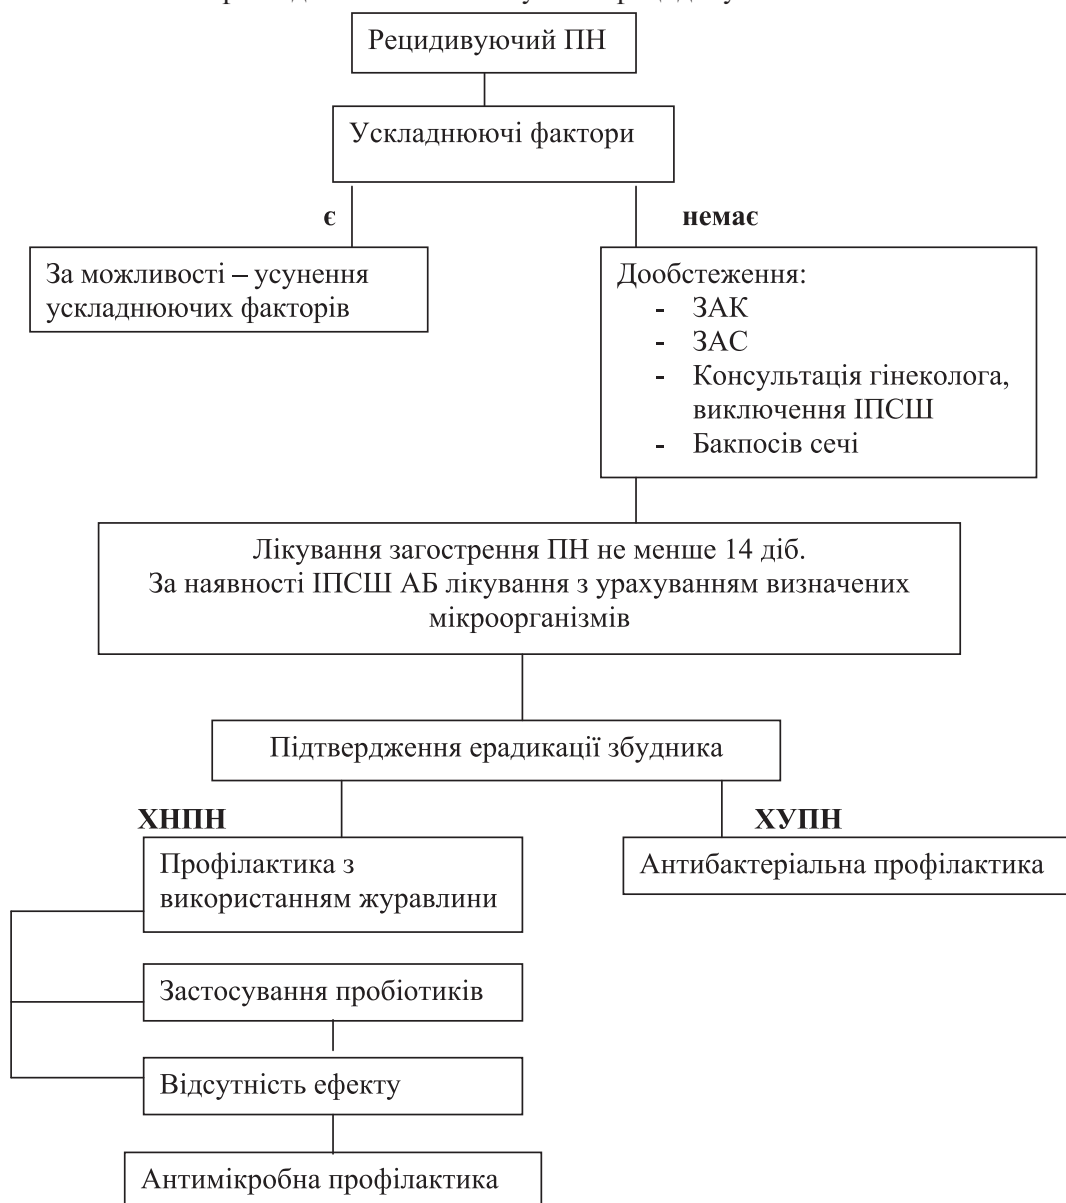 Рецидивуючий ПН
Ускладнюючі фактори
є
немає
За можливості – усунення
ускладнюючих факторів
Дообстеження:
- ЗАК
- ЗАС
- Консультація гінеколога,
виключення ІПСШ
- Бакпосів сечі
Лікування загострення ПН не менше 14 діб.
За наявності ІПСШ АБ лікування з урахуванням визначених
мікроорганізмів
Підтвердження ерадикації збудника
ХНПН
ХУПН
Профілактика з
використанням журавлини
Антибактеріальна профілактика
Застосування пробіотиків
Відсутність ефекту
Антимікробна профілактика